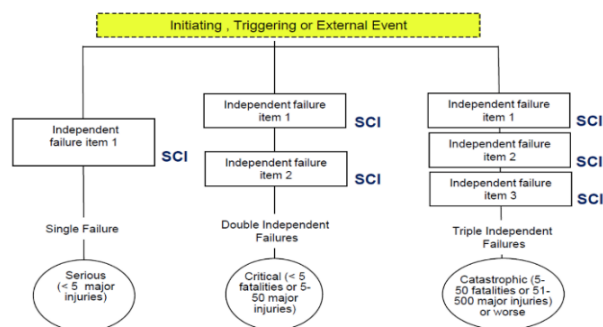 Initiating , Triggering or External Event
Independent
failure item 1
SCI
Single Failure
Serious
(< 5 major
injuries)
Independent failure
item 1
SCI
Independent failure
item 2
SCI
Double Independent
Failures
Critical (< 5
fatalities or 5-
50 major
injuries)
Independent failure
item 1
SCI
Independent failure
item 2
SCI
Independent failure
item 3
SCI
Triple Independent
Failures
Catastrophic (5-
50 fatalities or 51-
500 major injuries)
or worse